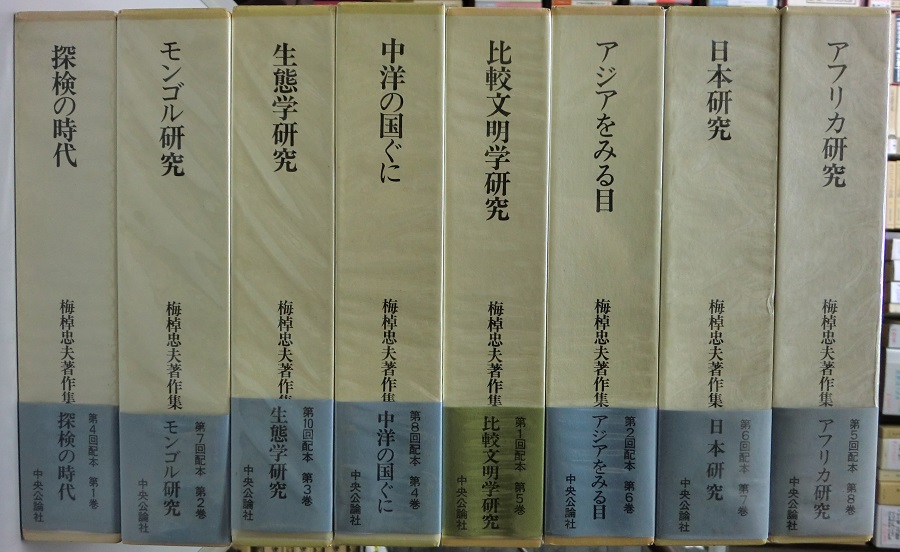 探検の時代
梅棹忠夫著作集
第4回配本 第1巻
探検の時代
中央公論社
モンゴル研究
梅棹忠夫著作集
第7回配本 第2巻
モンゴル研究
中央公論社
生態学研究
梅棹忠夫著作集
第10回配本 第3巻
生態学研究
中央公論社
中洋の国ぐに
梅棹忠夫著作集
第8回配本 第4巻
中洋の国ぐに
中央公論社
比較文明学研究
梅棹忠夫著作集
第1回配本 第5巻
比較文明学研究
中央公論社
アジアをみる目
梅棹忠夫著作集
第2回配本 第6巻
アジアをみる目
中央公論社
日本研究
梅棹忠夫著作集
第6回配本 第7巻
日本研究
中央公論社
アフリカ研究
梅棹忠夫著作集
第5回配本 第8巻
アフリカ研究
中央公論社